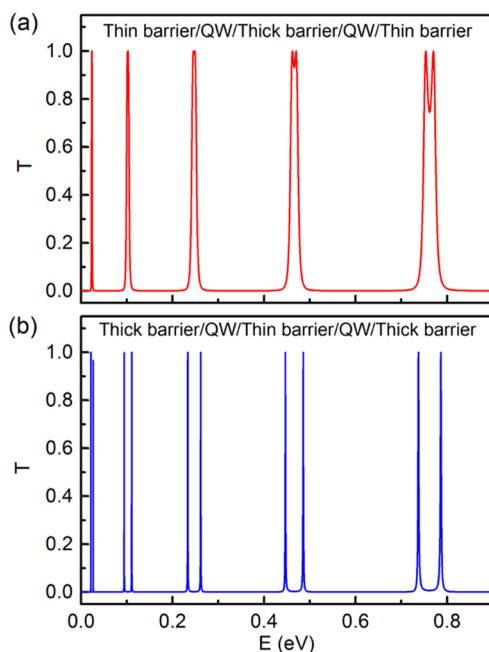 (a)
Thin barrier/QW/Thick barrier/QW/Thin barrier
1.0
0.8
0.6
0.4
0.2
0.0
T
(b)
Thick barrier/QW/Thin barrier/QW/Thick barrier
1.0
0.8
0.6
0.4
0.2
0.0
T
0.0 0.2 0.4 0.6 0.8
E (eV)